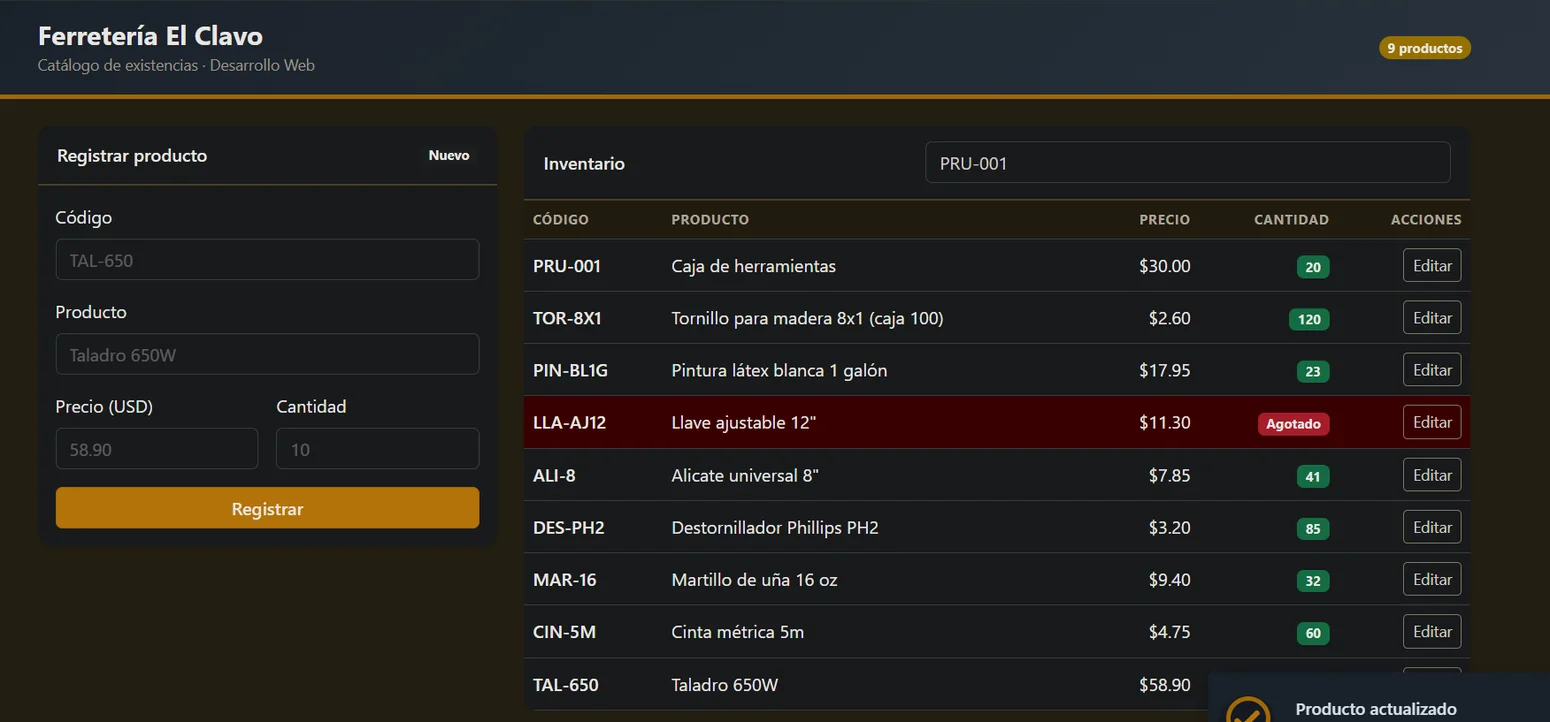 Ferretería El Clavo
Catálogo de existencias · Desarrollo Web
9 productos
Registrar producto
Nuevo
Código
TAL-650
Producto
Taladro 650W
Precio (USD) Cantidad
58.90 10
Registrar
Inventario
PRU-001
CÓDIGO PRODUCTO PRECIO CANTIDAD ACCIONES
PRU-001 Caja de herramientas $30.00 20 Editar
TOR-8X1 Tornillo para madera 8x1 (caja 100) $2.60 120 Editar
PIN-BL1G Pintura látex blanca 1 galón $17.95 23 Editar
LLA-AJ12 Llave ajustable 12" $11.30 Agotado Editar
ALI-8 Alicate universal 8" $7.85 41 Editar
DES-PH2 Destornillador Phillips PH2 $3.20 85 Editar
MAR-16 Martillo de uña 16 oz $9.40 32 Editar
CIN-5M Cinta métrica 5m $4.75 60 Editar
TAL-650 Taladro 650W $58.90
Producto actualizado